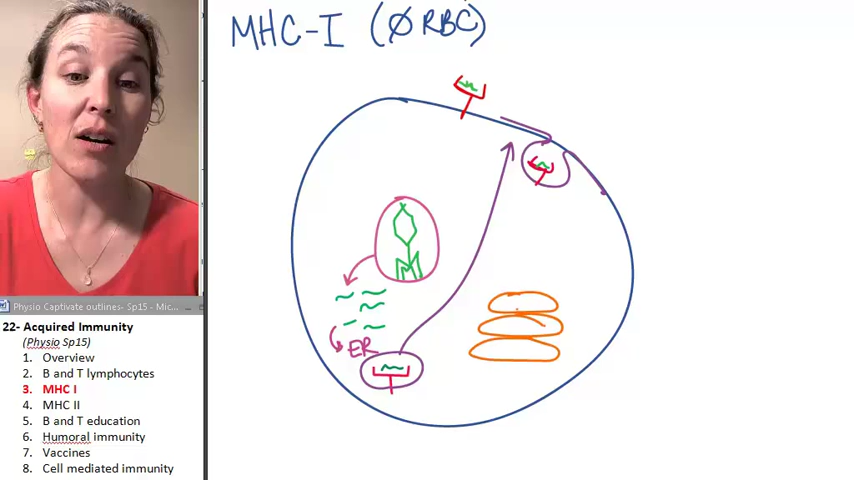 MHC-I (Ø RBC)
ER
Physio Captivate outlines- Sp15 - Mic...
22- Acquired Immunity
(Physio Sp15)
1. Overview
2. B and T lymphocytes
3. MHC I
4. MHC II
5. B and T education
6. Humoral immunity
7. Vaccines
8. Cell mediated immunity